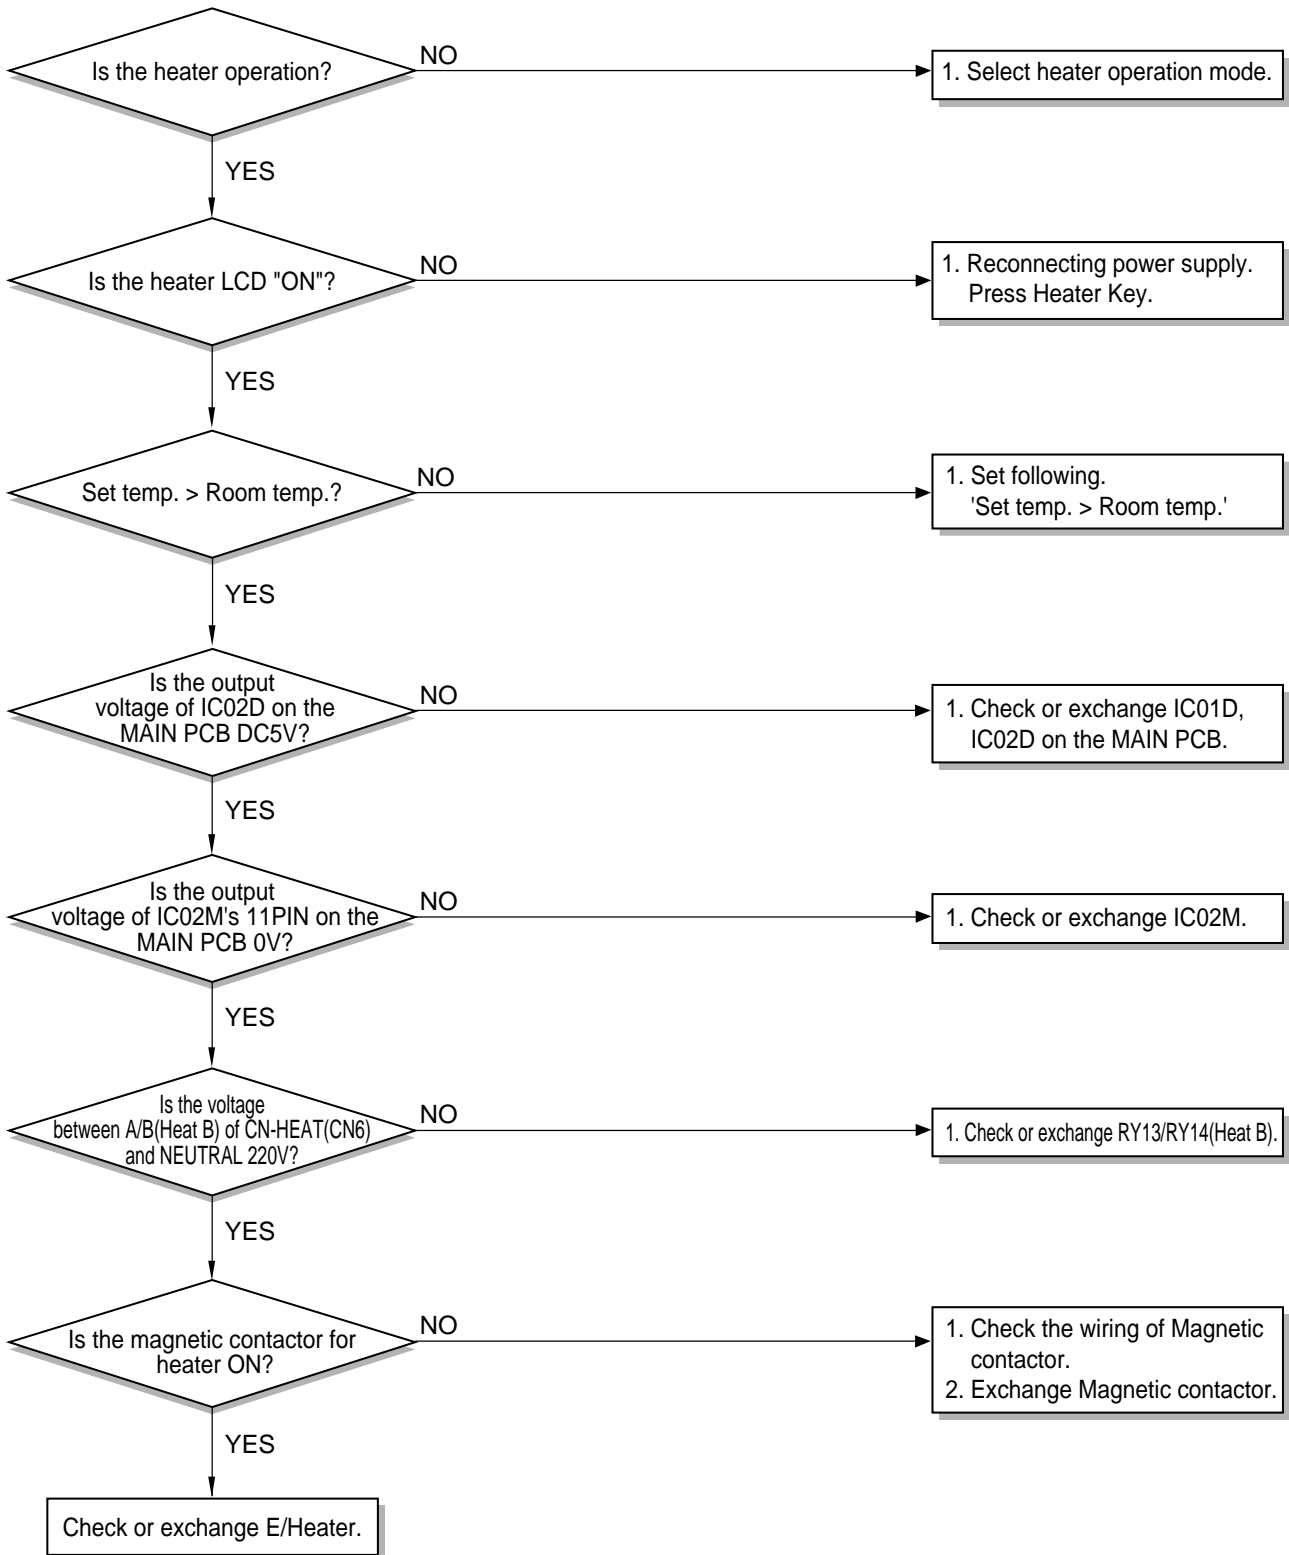 Is the heater operation?
NO
1. Select heater operation mode.
YES
Is the heater LCD "ON"?
NO
1. Reconnecting power supply.
Press Heater Key.
YES
Set temp. > Room temp.?
NO
1. Set following.
'Set temp. > Room temp.'
YES
Is the output
voltage of IC02D on the
MAIN PCB DC5V?
NO
1. Check or exchange IC01D,
IC02D on the MAIN PCB.
YES
Is the output
voltage of IC02M's 11PIN on the
MAIN PCB 0V?
NO
1. Check or exchange IC02M.
YES
Is the voltage
between A/B(Heat B) of CN-HEAT(CN6)
and NEUTRAL 220V?
NO
1. Check or exchange RY13/RY14(Heat B).
YES
Is the magnetic contactor for
heater ON?
NO
1. Check the wiring of Magnetic
contactor.
2. Exchange Magnetic contactor.
YES
Check or exchange E/Heater.